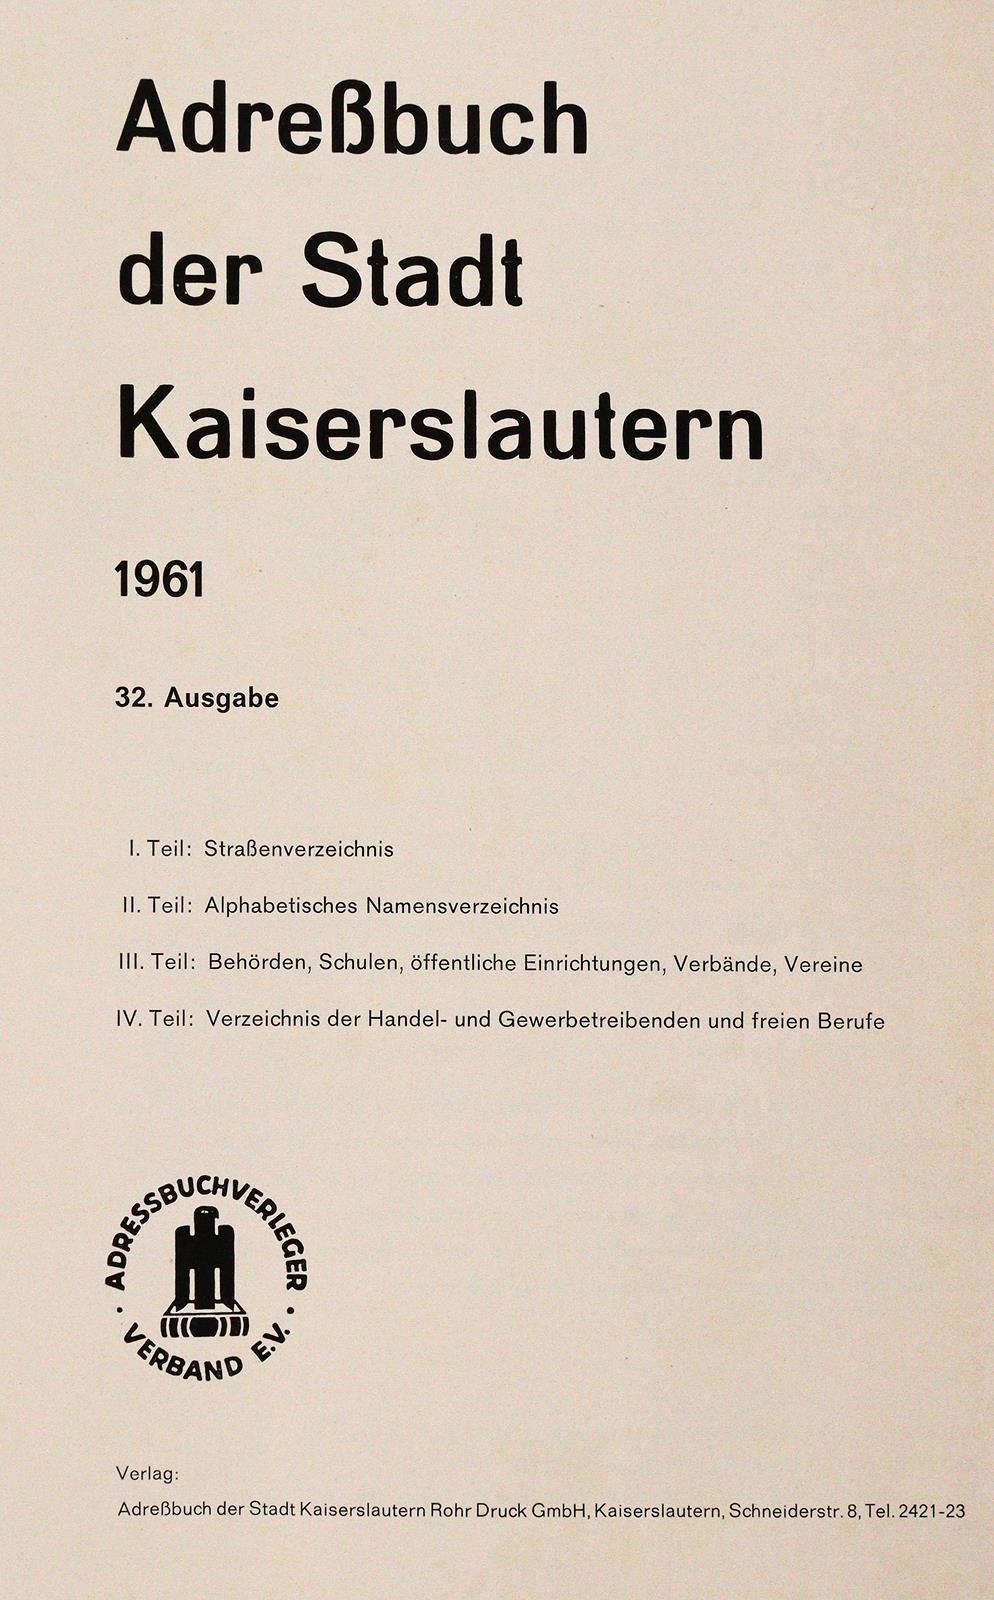 Adreßbuch
der Stadt
Kaiserslautern
1961
32. Ausgabe
I. Teil: Straßenverzeichnis
II. Teil: Alphabetisches Namensverzeichnis
III. Teil: Behörden, Schulen, öffentliche Einrichtungen, Verbände, Vereine
IV. Teil: Verzeichnis der Handel- und Gewerbetreibenden und freien Berufe
ADRESSBUCHVERLEGER
· VERBAND E.V. ·
Verlag:
Adreßbuch der Stadt Kaiserslautern Rohr Druck GmbH, Kaiserslautern, Schneiderstr. 8, Tel. 2421-23